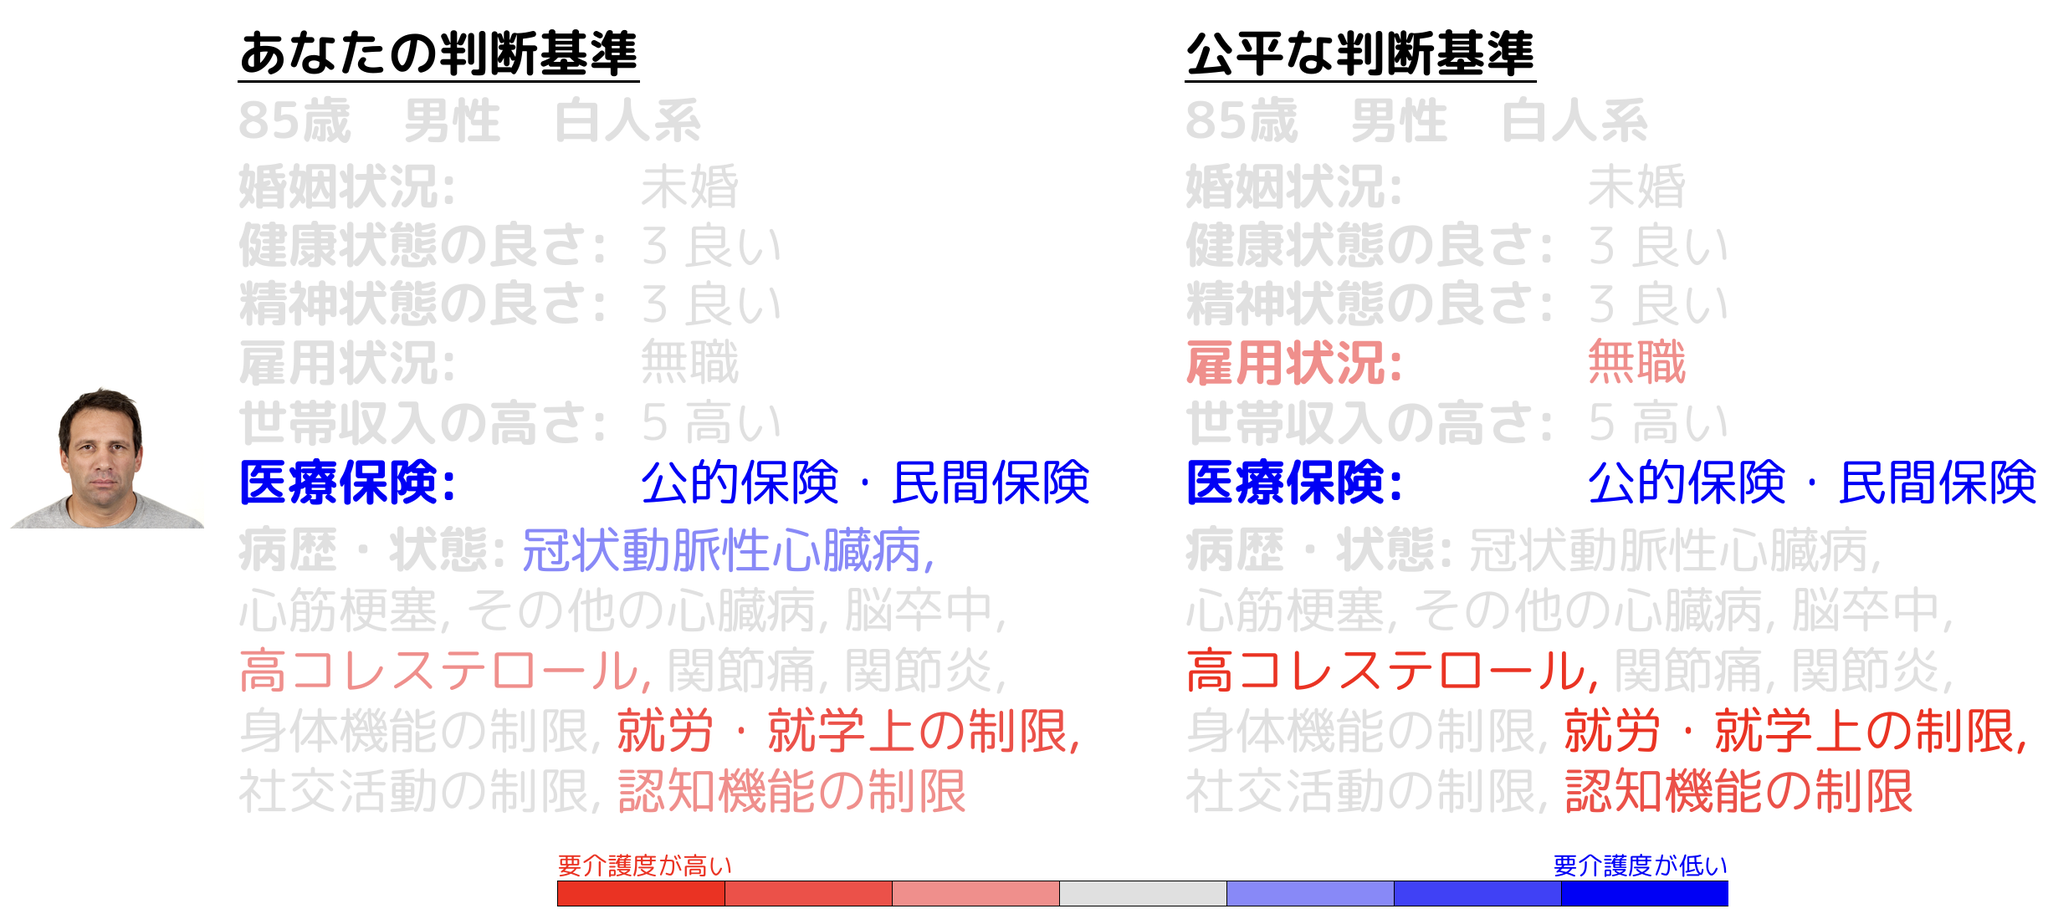 あなたの判断基準
85歳 男性 白人系
婚姻状況: 未婚
健康状態の良さ: 3 良い
精神状態の良さ: 3 良い
雇用状況: 無職
世帯収入の高さ: 5 高い
医療保険: 公的保険・民間保険
病歴・状態: 冠状動脈性心臓病,
心筋梗塞, その他の心臓病, 脳卒中,
高コレステロール, 関節痛, 関節炎,
身体機能の制限, 就労・就学上の制限,
社交活動の制限, 認知機能の制限
公平な判断基準
85歳 男性 白人系
婚姻状況: 未婚
健康状態の良さ: 3 良い
精神状態の良さ: 3 良い
雇用状況: 無職
世帯収入の高さ: 5 高い
医療保険: 公的保険・民間保険
病歴・状態: 冠状動脈性心臓病,
心筋梗塞, その他の心臓病, 脳卒中,
高コレステロール, 関節痛, 関節炎,
身体機能の制限, 就労・就学上の制限,
社交活動の制限, 認知機能の制限
要介護度が高い
要介護度が低い